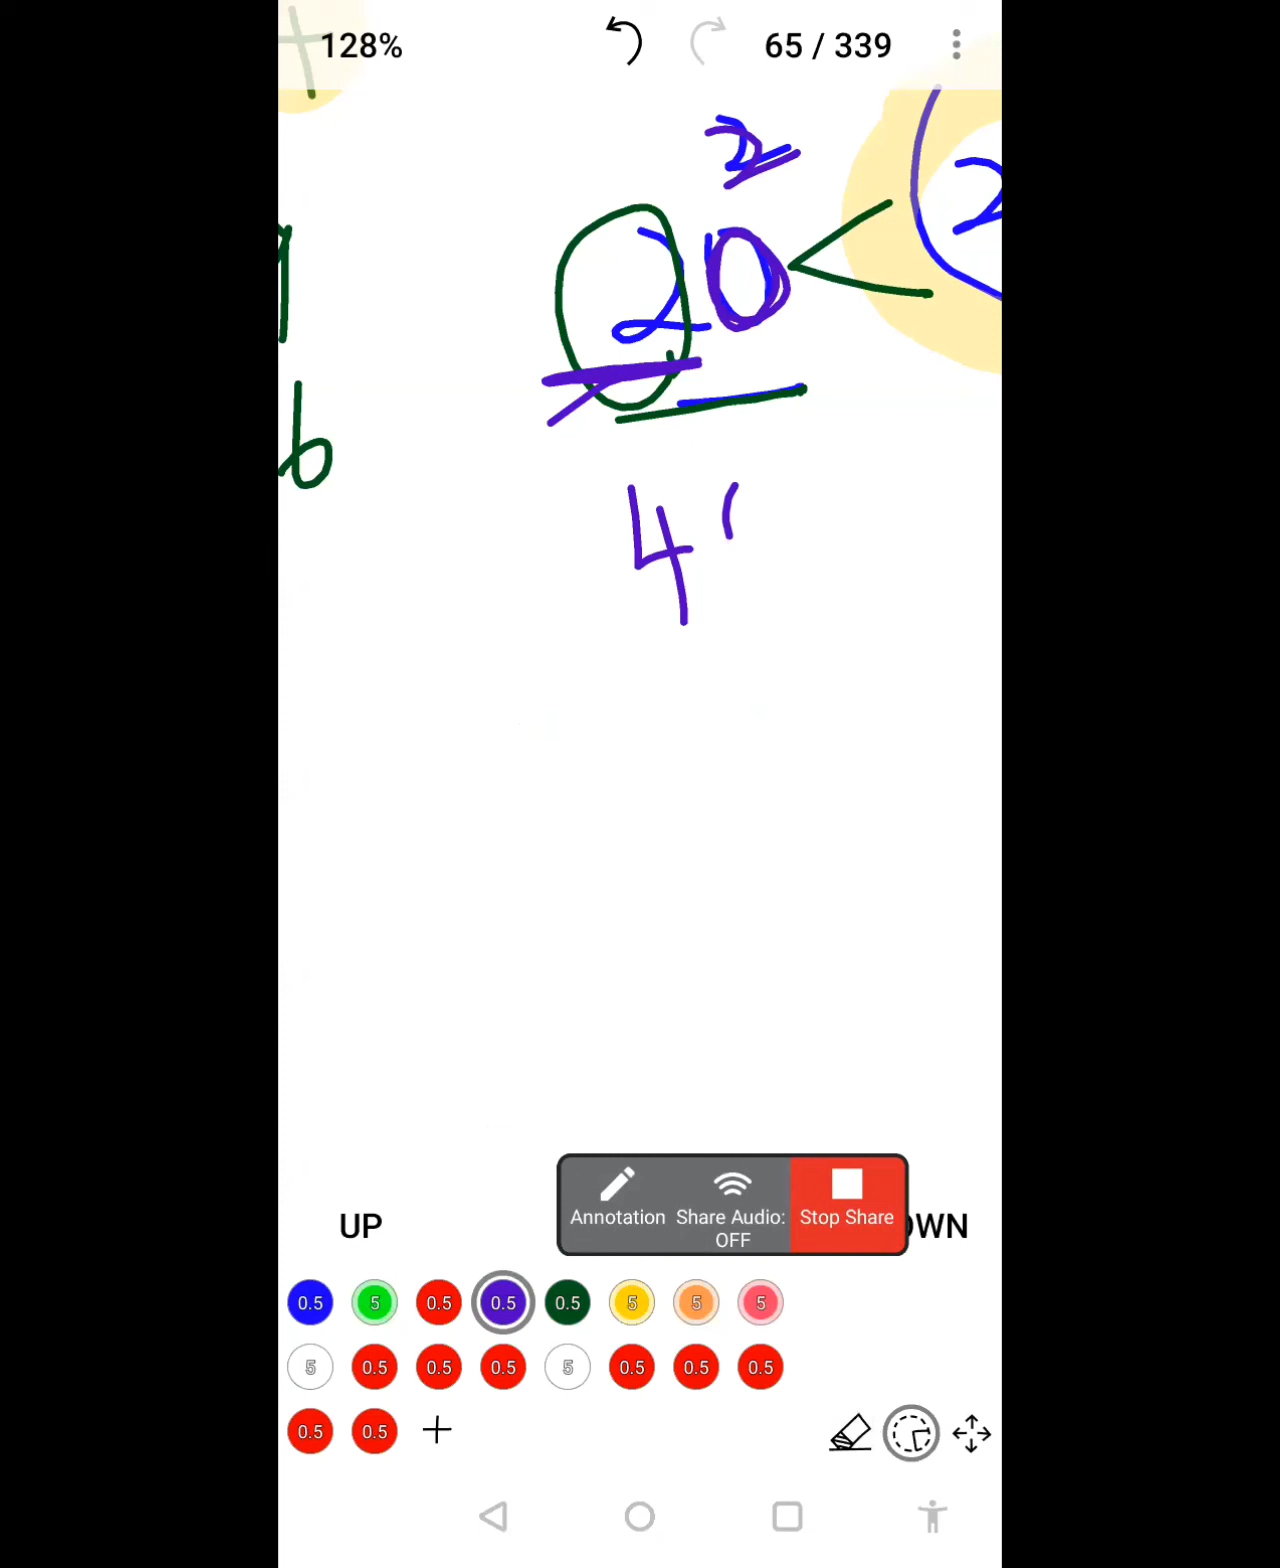 128% 65 / 339
2
20 < (2
b
4
Annotation Share Audio: OFF Stop Share
UP OWN
0.5 5 0.5 0.5 0.5 5 5 5
5 0.5 0.5 0.5 5 0.5 0.5 0.5
0.5 0.5 +